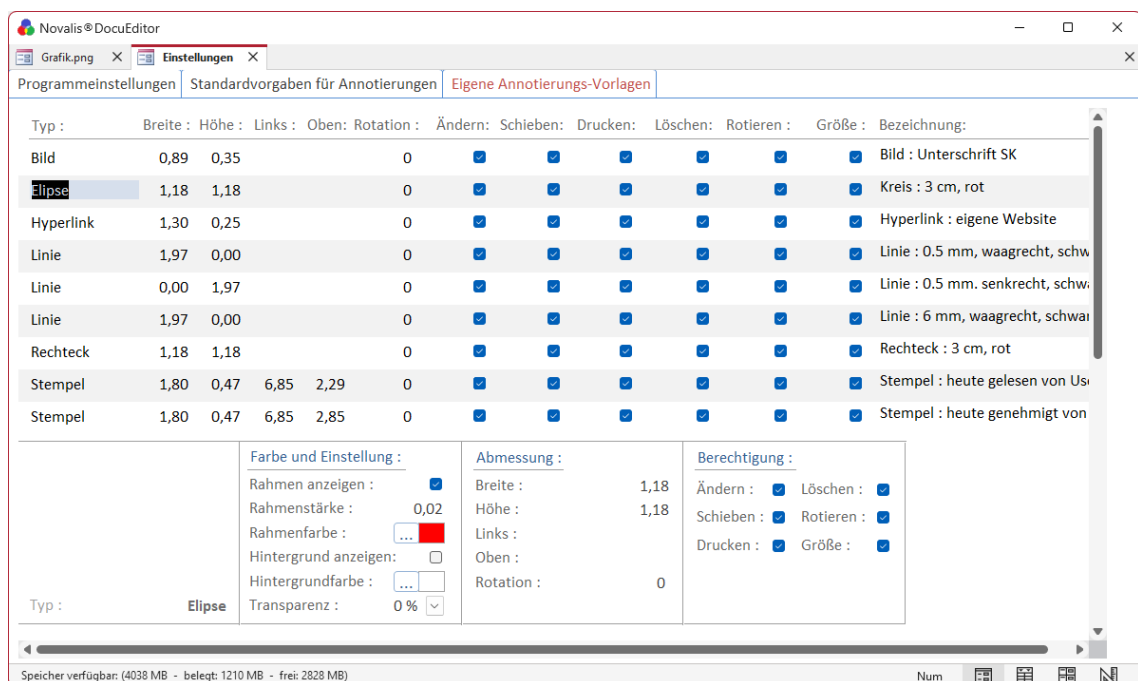 Novalis®DocuEditor
Grafik.png Einstellungen
Programmeinstellungen Standardvorgaben für Annotierungen Eigene Annotierungs-Vorlagen
Typ : Breite : Höhe : Links : Oben: Rotation : Ändern: Schieben: Drucken: Löschen: Rotieren : Größe : Bezeichnung:
Bild 0,89 0,35 0 Bild : Unterschrift SK
Elipse 1,18 1,18 0 Kreis : 3 cm, rot
Hyperlink 1,30 0,25 0 Hyperlink : eigene Website
Linie 1,97 0,00 0 Linie : 0.5 mm, waagrecht, schw
Linie 0,00 1,97 0 Linie : 0.5 mm. senkrecht, schwa
Linie 1,97 0,00 0 Linie : 6 mm, waagrecht, schwar
Rechteck 1,18 1,18 0 Rechteck : 3 cm, rot
Stempel 1,80 0,47 6,85 2,29 0 Stempel : heute gelesen von Use
Stempel 1,80 0,47 6,85 2,85 0 Stempel : heute genehmigt von
Farbe und Einstellung : Abmessung : Berechtigung :
Rahmen anzeigen : Breite : 1,18 Ändern : Löschen :
Rahmenstärke : 0,02 Höhe : 1,18 Schieben : Rotieren :
Rahmenfarbe : ... Links : Drucken : Größe :
Hintergrund anzeigen: Oben :
Hintergrundfarbe : ... Rotation : 0
Typ : Elipse Transparenz : 0 %
Speicher verfügbar: (4038 MB - belegt: 1210 MB - frei: 2828 MB) Num